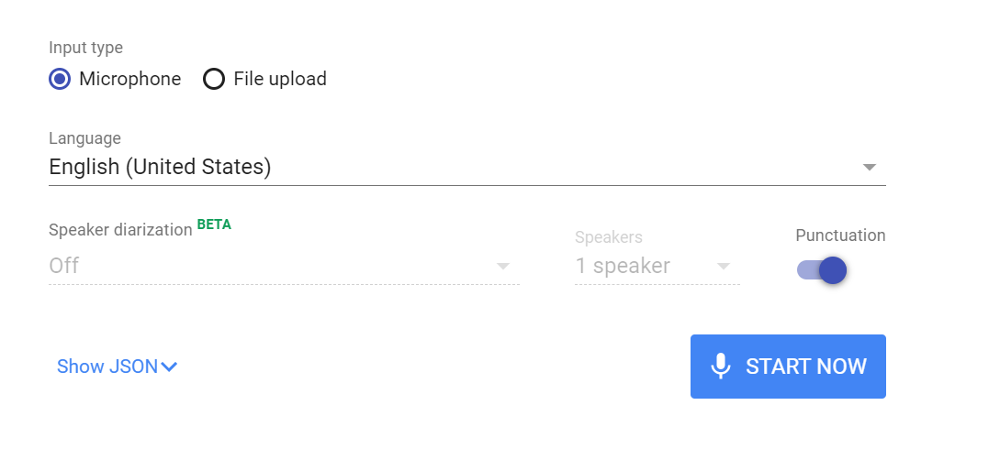 Input type
Microphone File upload
Language
English (United States)
Speaker diarization BETA
Off
Speakers
1 speaker
Punctuation
Show JSON
START NOW